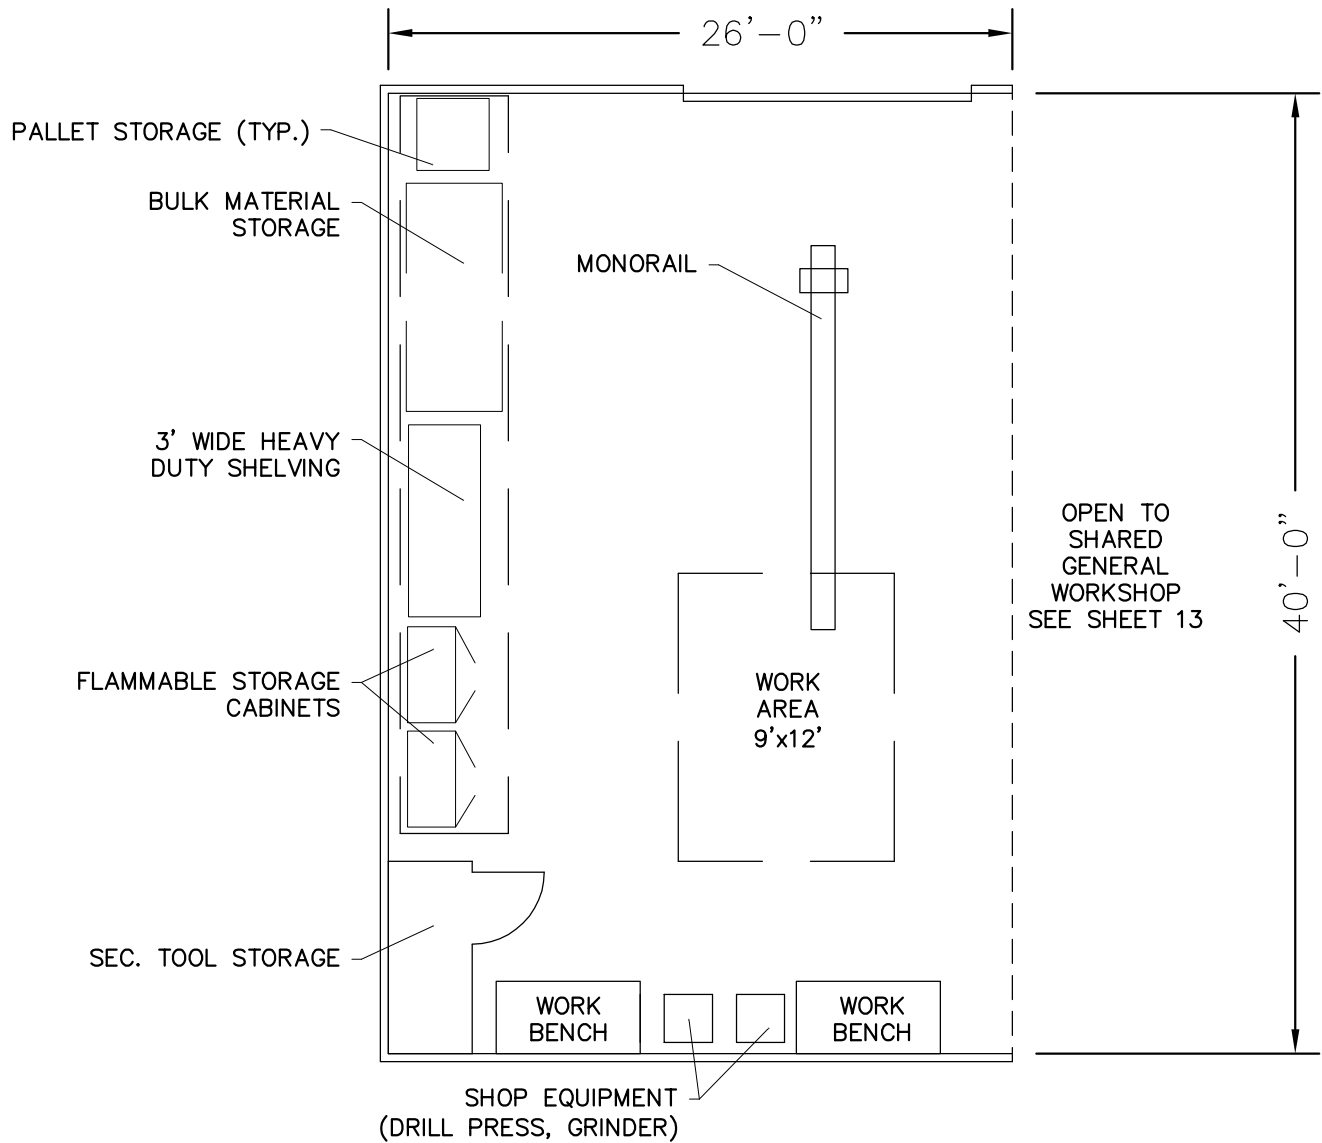 26'-0"
PALLET STORAGE (TYP.)
BULK MATERIAL
STORAGE
MONORAIL
3' WIDE HEAVY
DUTY SHELVING
OPEN TO
SHARED
GENERAL
WORKSHOP
SEE SHEET 13
40'-0"
FLAMMABLE STORAGE
CABINETS
WORK
AREA
9'x12'
SEC. TOOL STORAGE
WORK
BENCH
WORK
BENCH
SHOP EQUIPMENT
(DRILL PRESS, GRINDER)